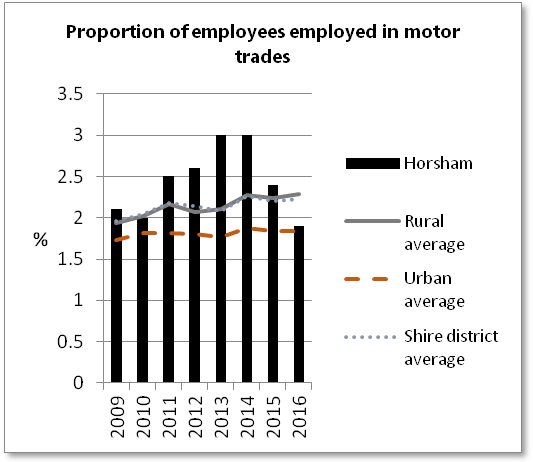 Proportion of employees employed in motor
trades
3.5
3
2.5
2
1.5
1
0.5
0
%
2009
2010
2011
2012
2013
2014
2015
2016
Horsham
Rural
average
Urban
average
Shire district
average